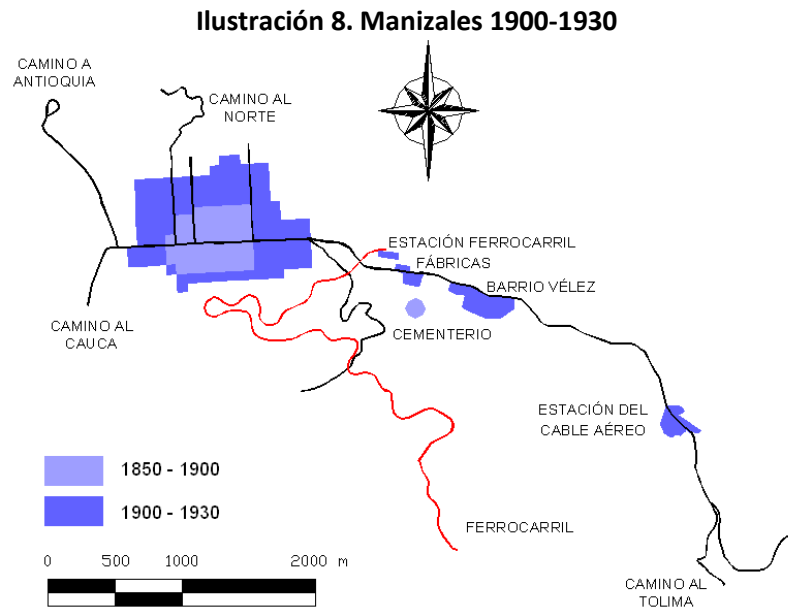 Ilustración 8. Manizales 1900-1930
CAMINO A
ANTIOQUIA
CAMINO AL
NORTE
ESTACIÓN FERROCARRIL
FÁBRICAS
BARRIO VÉLEZ
CEMENTERIO
CAMINO AL
CAUCA
ESTACIÓN DEL
CABLE AÉREO
1850 - 1900
1900 - 1930
FERROCARRIL
0 500 1000 2000 m
CAMINO AL
TOLIMA